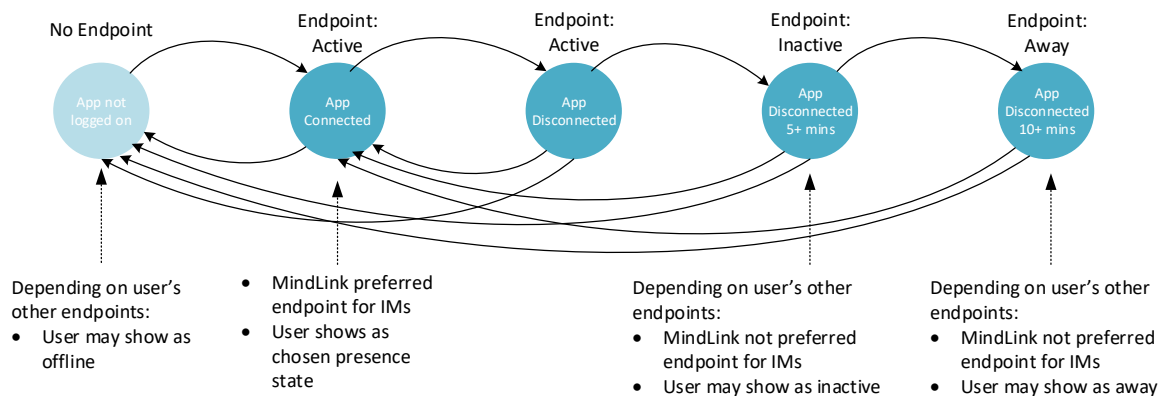 No Endpoint
Endpoint:
Active
Endpoint:
Active
Endpoint:
Inactive
Endpoint:
Away
App not
logged on
App
Connected
App
Disconnected
App
Disconnected
5+ mins
App
Disconnected
10+ mins
Depending on user’s
other endpoints:
• User may show as
offline
• MindLink preferred
endpoint for IMs
• User shows as
chosen presence
state
Depending on user’s other
endpoints:
• MindLink not preferred
endpoint for IMs
• User may show as inactive
Depending on user’s other
endpoints:
• MindLink not preferred
endpoint for IMs
• User may show as away